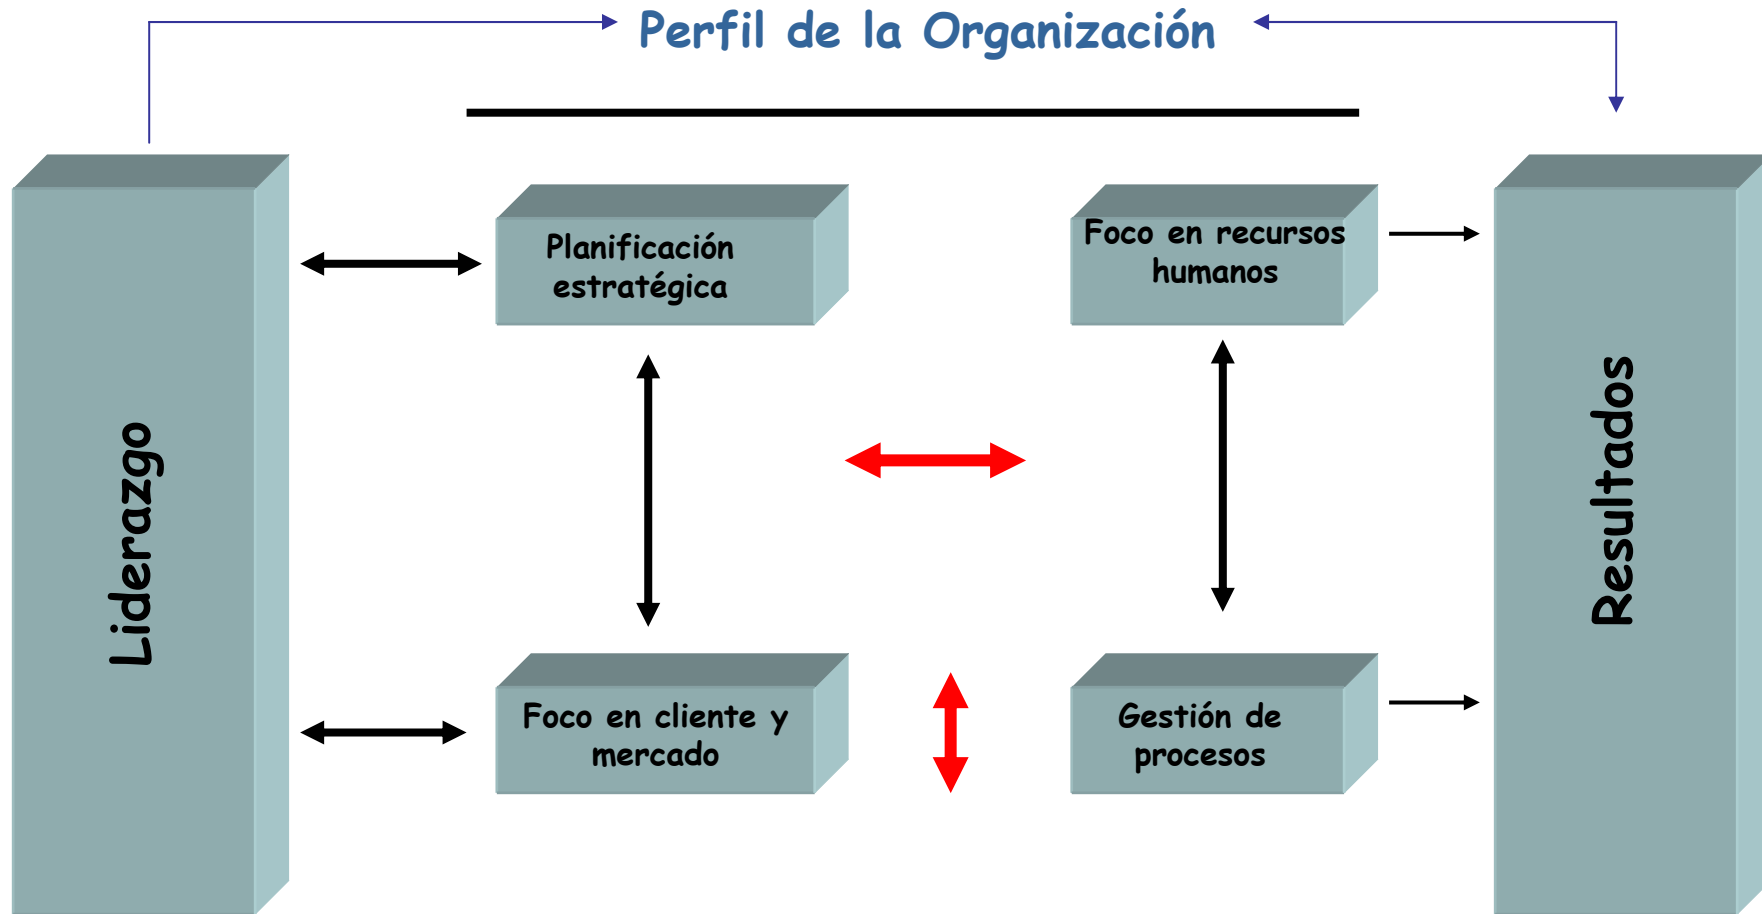 Perfil de la Organización
Liderazgo
Planificación
estratégica
Foco en recursos
humanos
Foco en cliente y
mercado
Gestión de
procesos
Resultados